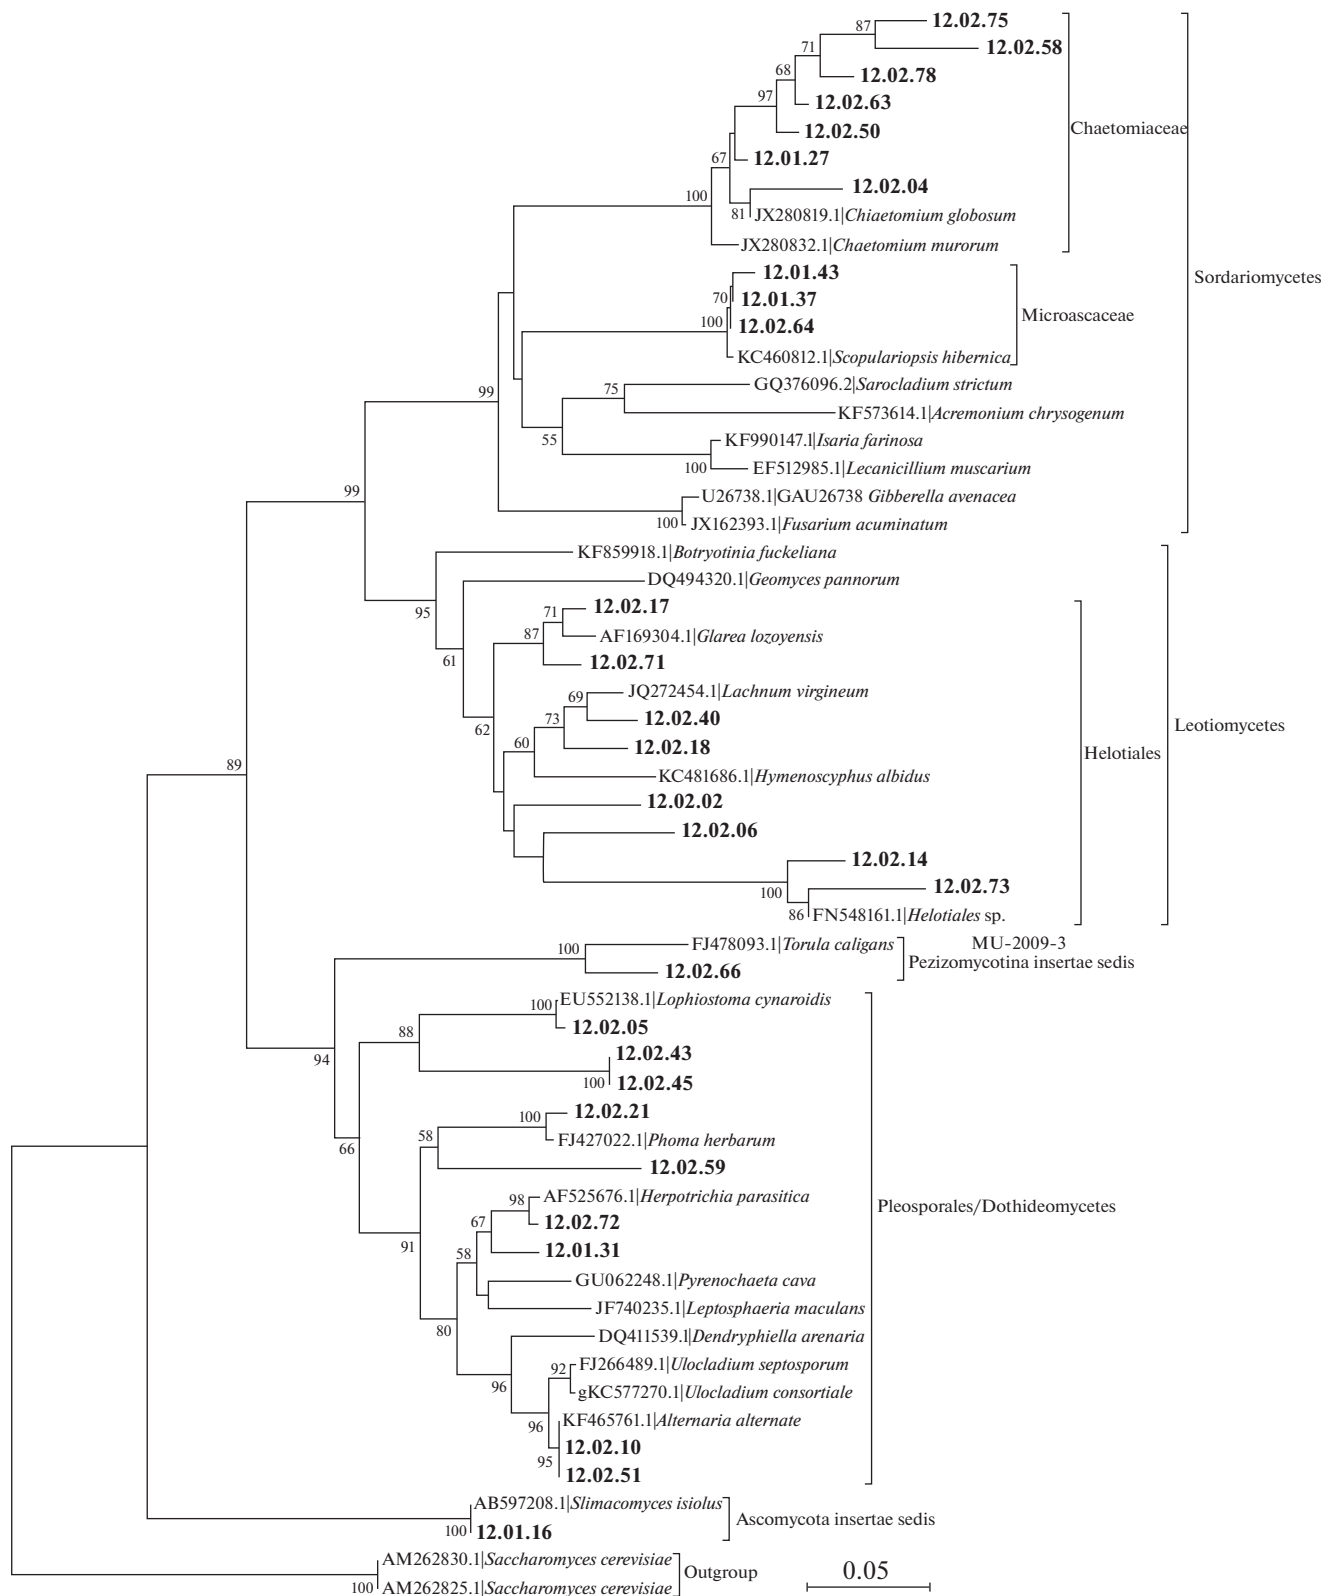 87
12.02.75
12.02.58
71
12.02.78
68
12.02.63
97
12.02.50
Chaetomiaceae
67
12.01.27
12.02.04
100
81
JX280819.1|Chiaetomium globosum
JX280832.1|Chaetomium murorum
12.01.43
70
12.01.37
Sordariomycetes
100
12.02.64
Microascaceae
KC460812.1|Scopulariopsis hibernica
99
75
GQ376096.2|Sarocladium strictum
KF573614.1|Acremonium chrysogenum
55
KF990147.1|Isaria farinosa
100
EF512985.1|Lecanicillium muscarium
99
U26738.1|GAU26738 Gibberella avenacea
100
JX162393.1|Fusarium acuminatum
KF859918.1|Botryotinia fuckeliana
DQ494320.1|Geomyces pannorum
95
71
12.02.17
87
AF169304.1|Glarea lozoyensis
61
12.02.71
69
JQ272454.1|Lachnum virgineum
73
12.02.40
62
60
12.02.18
Leotiomycetes
Helotiales
KC481686.1|Hymenoscyphus albidus
89
12.02.02
12.02.06
12.02.14
100
12.02.73
86
FN548161.1|Helotiales sp.
MU-2009-3
100
FJ478093.1|Torula caligans
Pezizomycotina insertae sedis
12.02.66
100
EU552138.1|Lophiostoma cynaroidis
88
12.02.05
94
12.02.43
100
12.02.45
100
12.02.21
58
FJ427022.1|Phoma herbarum
66
12.02.59
98
AF525676.1|Herpotrichia parasitica
Pleosporales/Dothideomycetes
67
12.02.72
91
58
12.01.31
GU062248.1|Pyrenochaeta cava
JF740235.1|Leptosphaeria maculans
80
DQ411539.1|Dendryphiella arenaria
92
FJ266489.1|Ulocladium septosporum
96
gKC577270.1|Ulocladium consortiale
96
KF465761.1|Alternaria alternate
95
12.02.10
12.02.51
AB597208.1|Slimacomyces isiolus
100
12.01.16
Ascomycota insertae sedis
AM262830.1|Saccharomyces cerevisiae
Outgroup
100
AM262825.1|Saccharomyces cerevisiae
0.05